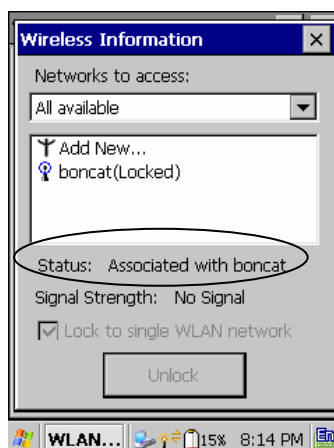 Wireless Information
Networks to access:
All available
Add New...
boncat(Locked)
Status: Associated with boncat
Signal Strength: No Signal
Lock to single WLAN network
Unlock
WLAN... 15% 8:14 PM En